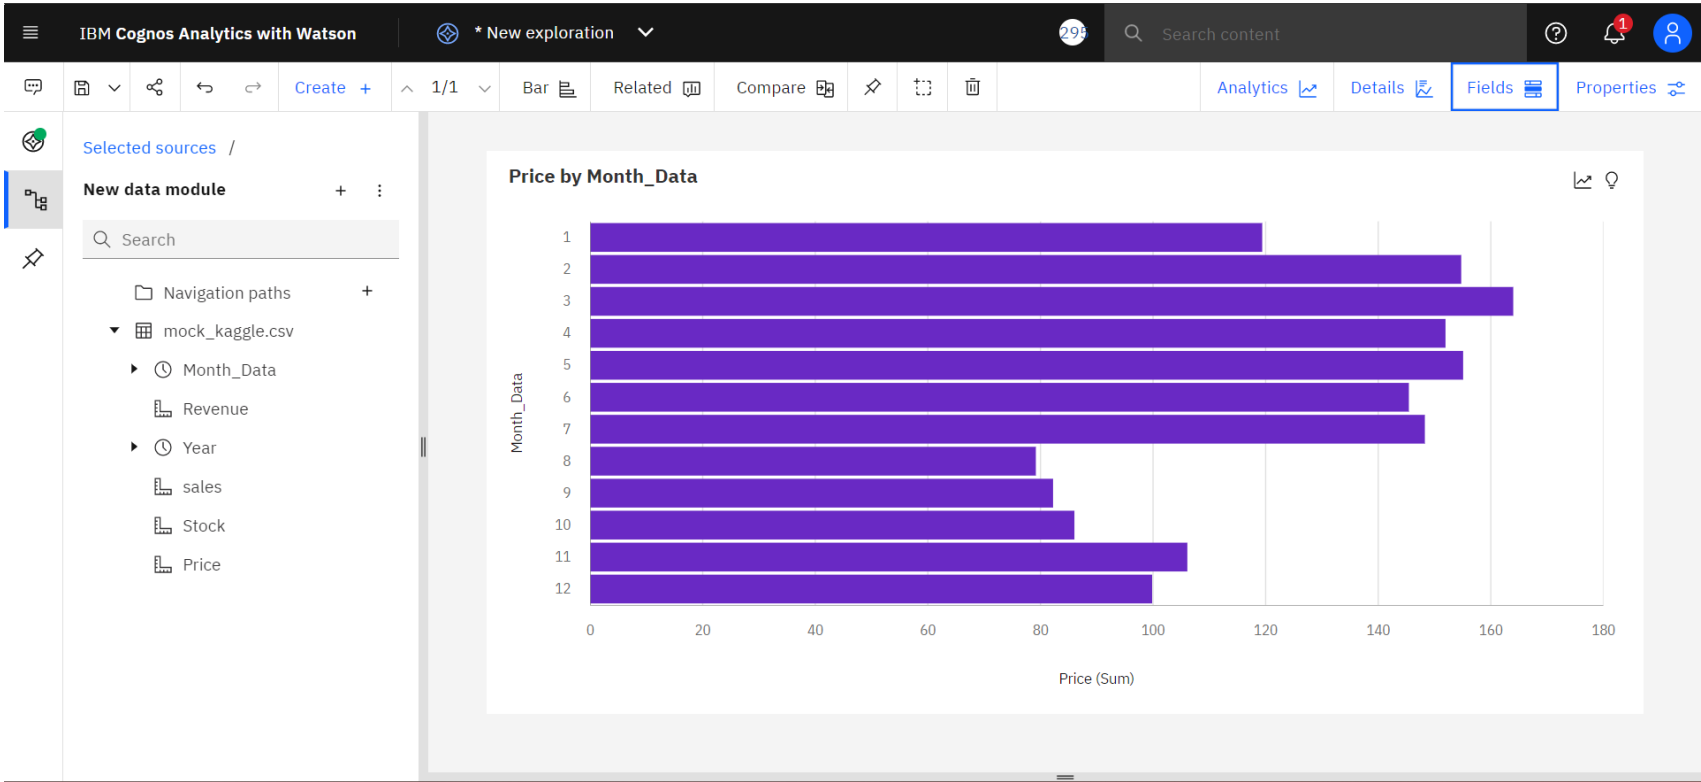 IBM Cognos Analytics with Watson
* New exploration
295
Search content
1
Create +
1/1
Bar
Related
Compare
Analytics
Details
Fields
Properties
Selected sources /
New data module
Search
Navigation paths
mock_kaggle.csv
Month_Data
Revenue
Year
sales
Stock
Price
Price by Month_Data
Month_Data
1
2
3
4
5
6
7
8
9
10
11
12
0 20 40 60 80 100 120 140 160 180
Price (Sum)